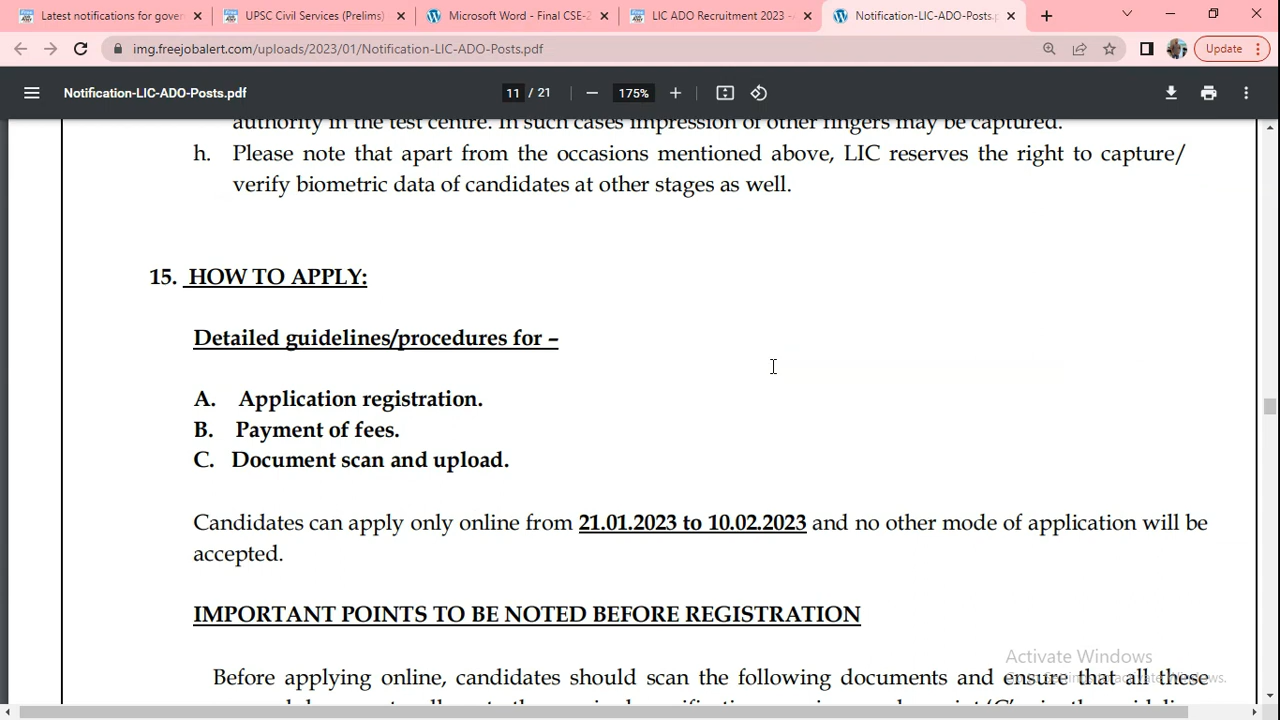 Latest notifications for gover
UPSC Civil Services (Prelims)
Microsoft Word - Final CSE-2
LIC ADO Recruitment 2023 -
Notification-LIC-ADO-Posts.p
img.freejobalert.com/uploads/2023/01/Notification-LIC-ADO-Posts.pdf
Update
Notification-LIC-ADO-Posts.pdf
11 / 21
175%
authority in the test centre. In such cases impression of other fingers may be captured.
h. Please note that apart from the occasions mentioned above, LIC reserves the right to capture/
verify biometric data of candidates at other stages as well.
15. HOW TO APPLY:
Detailed guidelines/procedures for –
A. Application registration.
B. Payment of fees.
C. Document scan and upload.
Candidates can apply only online from 21.01.2023 to 10.02.2023 and no other mode of application will be
accepted.
IMPORTANT POINTS TO BE NOTED BEFORE REGISTRATION
Activate Windows
Before applying online, candidates should scan the following documents and ensure that all these